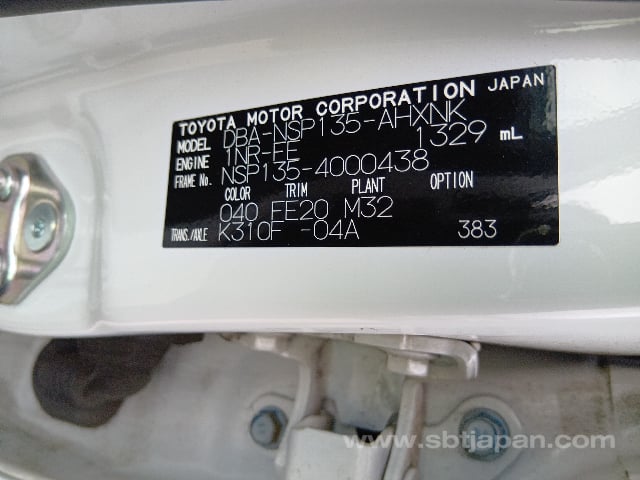 TOYOTA MOTOR CORPORATION JAPAN
MODEL DBA-NSP135-AHXNK
ENGINE 1NR-FE 1329 mL
FRAME No. NSP135-4000438
COLOR TRIM PLANT OPTION
040 FE20 M32
TRANS./AXLE K310F -04A 383
www.sbtjapan.com